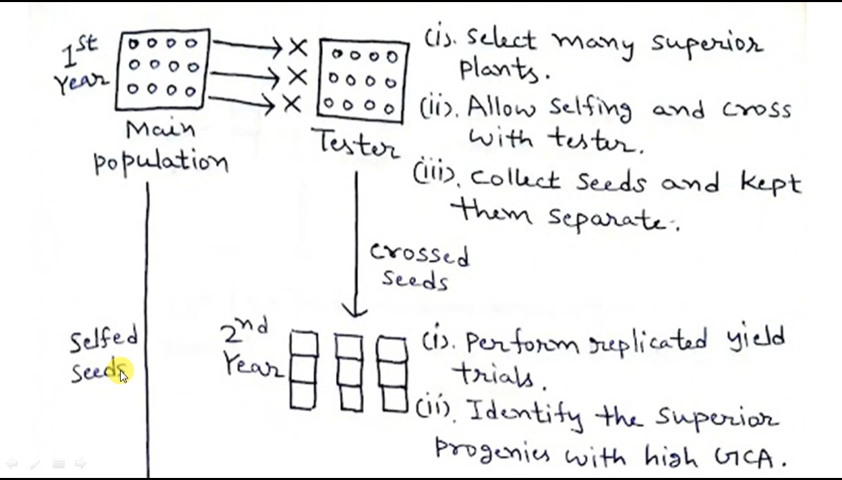 1st
Year
Main
population
Tester
(i). Select many superior
plants.
(ii). Allow selfing and cross
with tester.
(iii). Collect seeds and kept
them separate.
crossed
seeds
Selfed
seeds
2nd
Year
(i). Perform replicated yield
trials.
(ii). Identify the superior
progenies with high GCA.